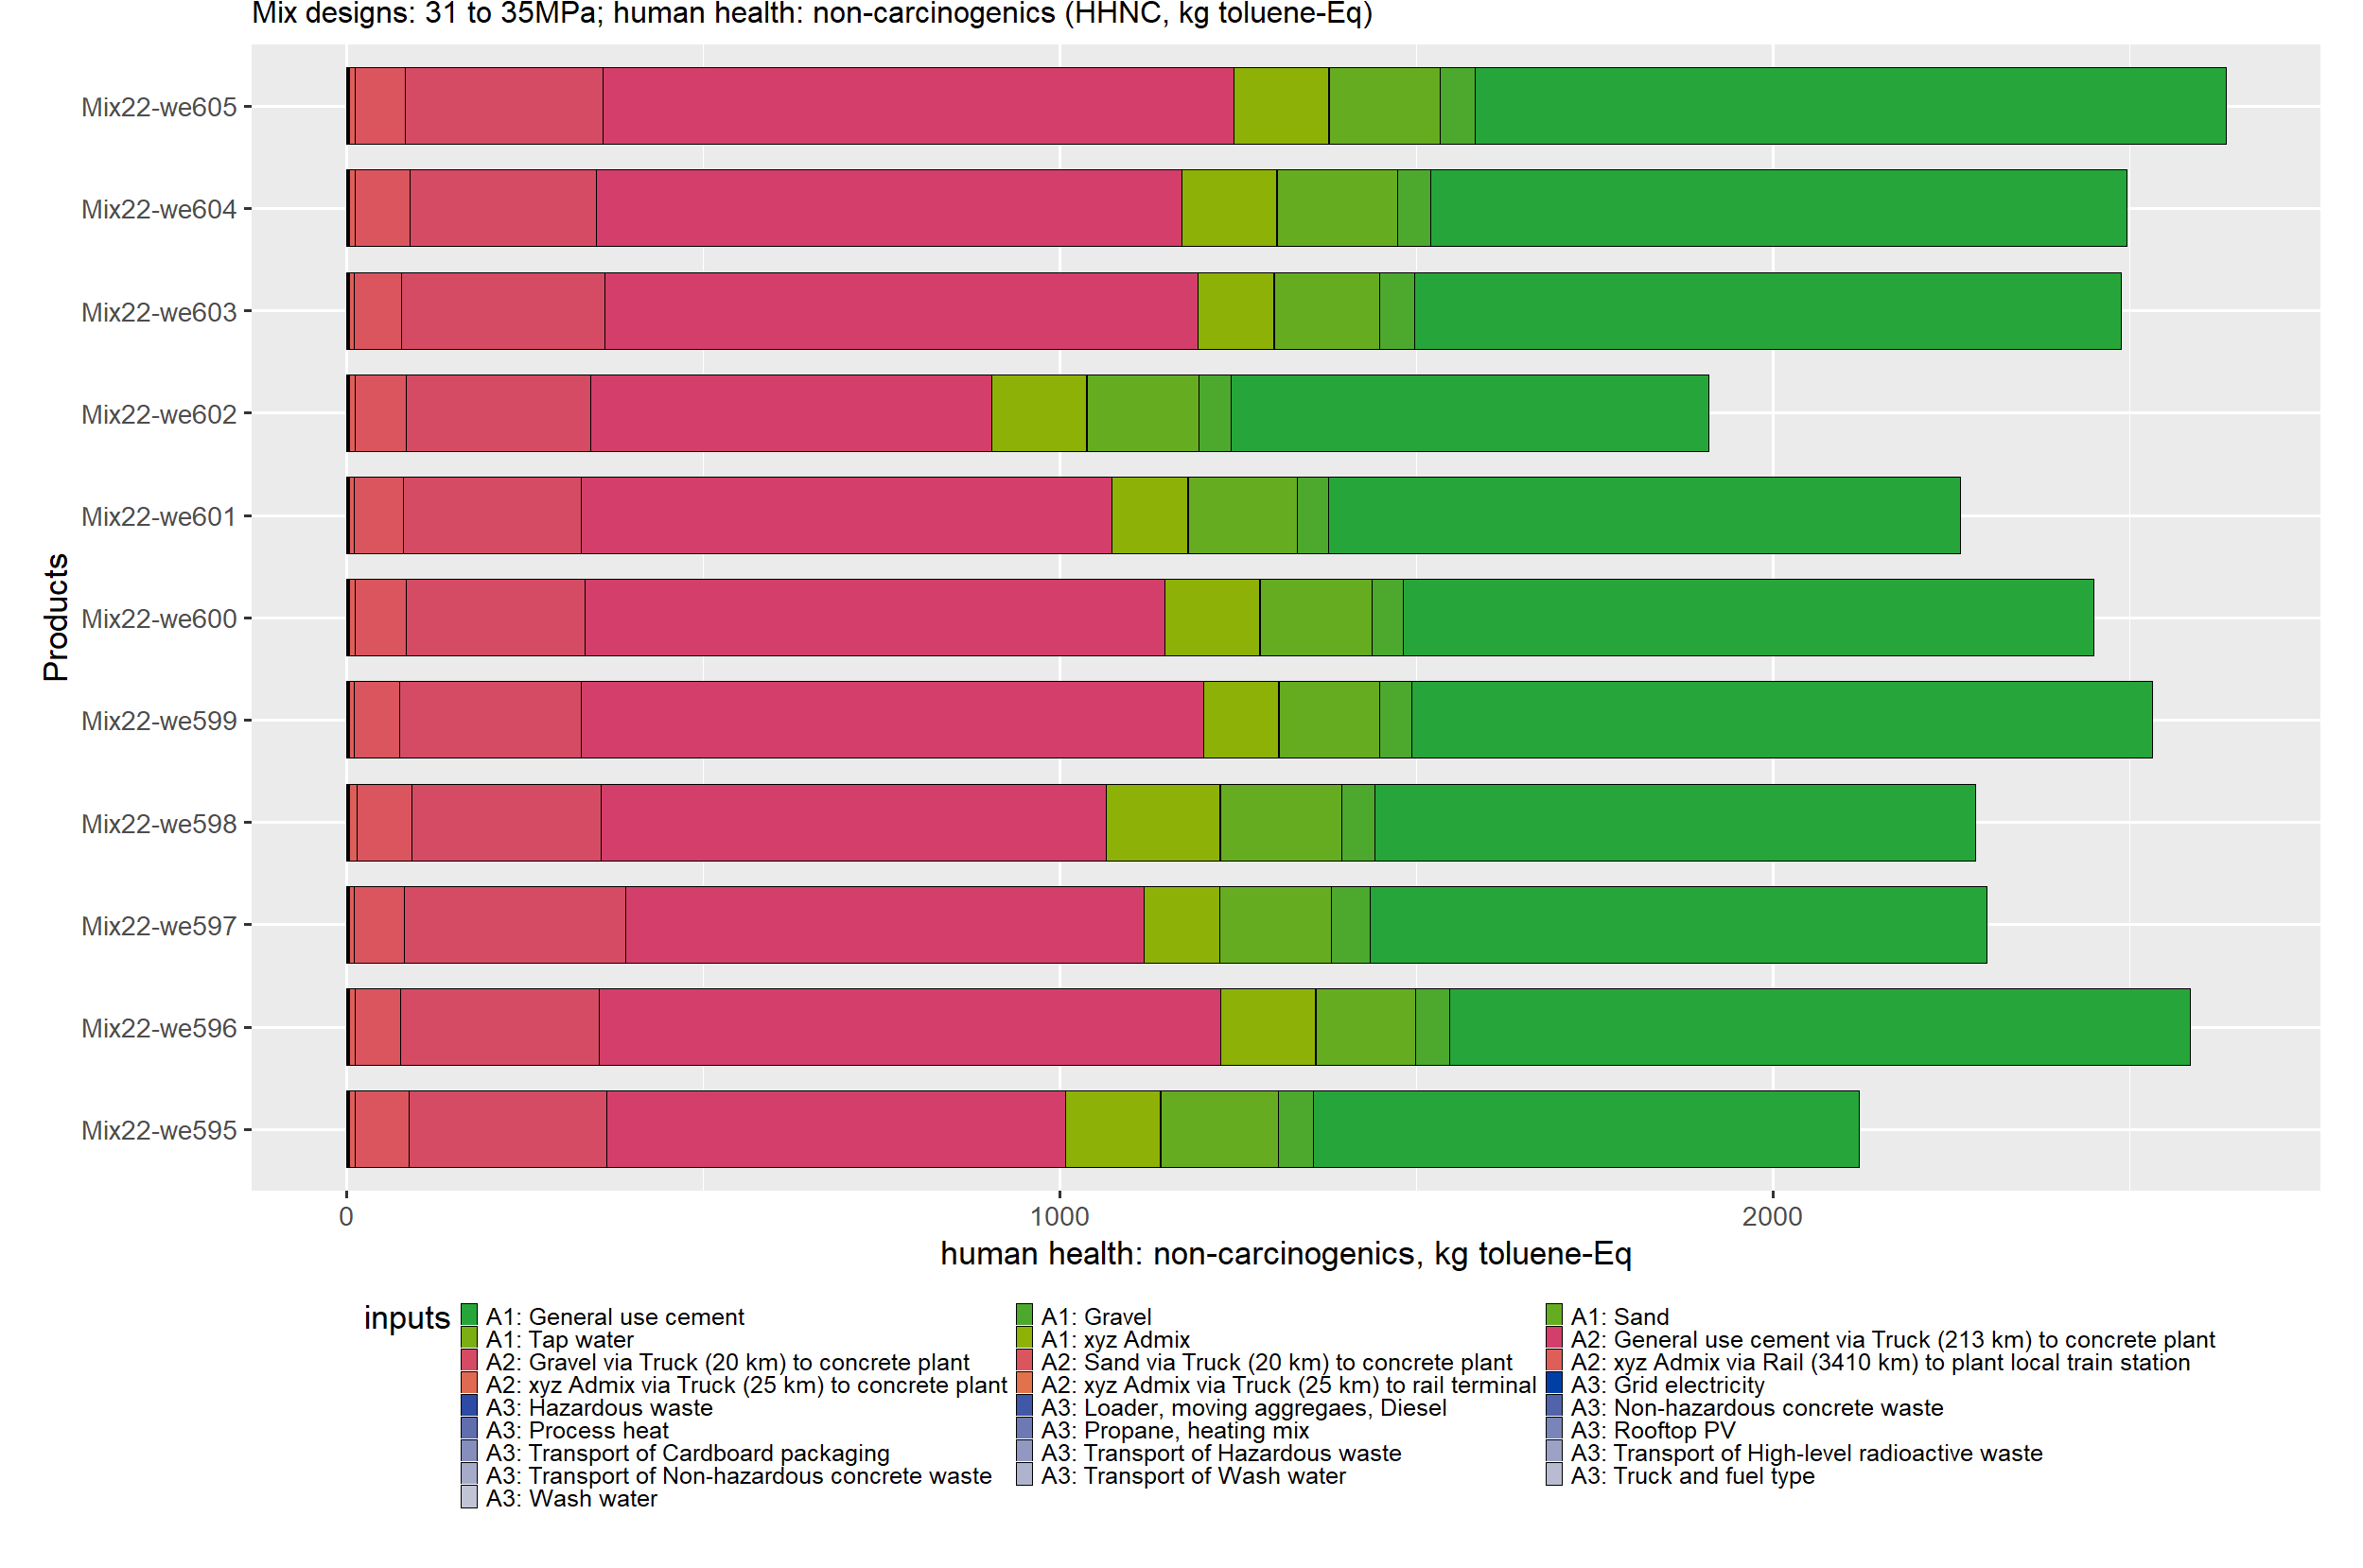 Mix designs: 31 to 35MPa; human health: non-carcinogenics (HHNC, kg toluene-Eq)
Products
Mix22-we605
Mix22-we604
Mix22-we603
Mix22-we602
Mix22-we601
Mix22-we600
Mix22-we599
Mix22-we598
Mix22-we597
Mix22-we596
Mix22-we595
0 1000 2000
human health: non-carcinogenics, kg toluene-Eq
inputs
A1: General use cement A1: Gravel A1: Sand
A1: Tap water A1: xyz Admix A2: General use cement via Truck (213 km) to concrete plant
A2: Gravel via Truck (20 km) to concrete plant A2: Sand via Truck (20 km) to concrete plant A2: xyz Admix via Rail (3410 km) to plant local train station
A2: xyz Admix via Truck (25 km) to concrete plant A2: xyz Admix via Truck (25 km) to rail terminal A3: Grid electricity
A3: Hazardous waste A3: Loader, moving aggregaes, Diesel A3: Non-hazardous concrete waste
A3: Process heat A3: Propane, heating mix A3: Rooftop PV
A3: Transport of Cardboard packaging A3: Transport of Hazardous waste A3: Transport of High-level radioactive waste
A3: Transport of Non-hazardous concrete waste A3: Transport of Wash water A3: Truck and fuel type
A3: Wash water